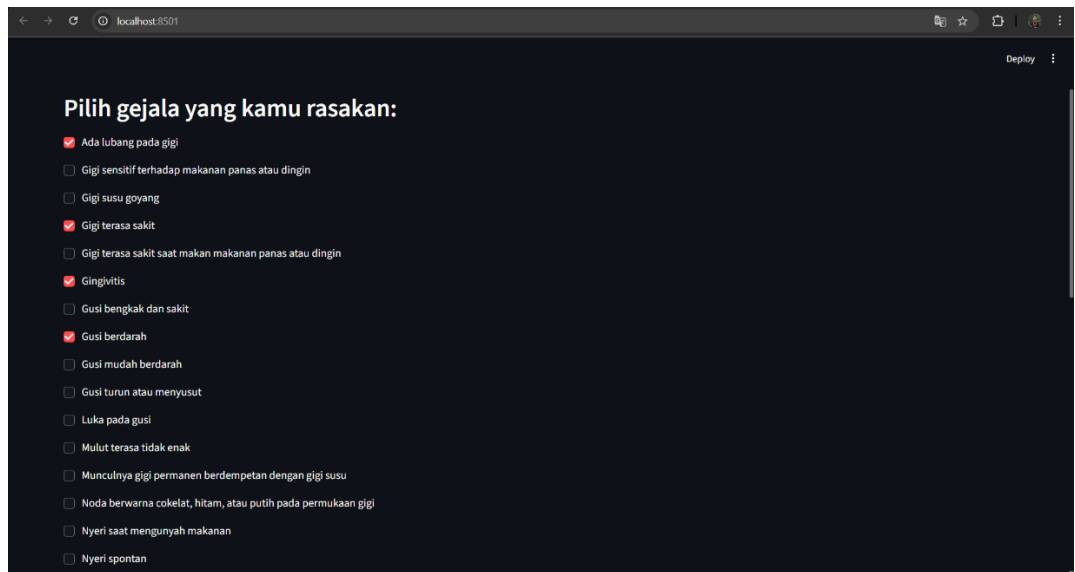 localhost:8501
Deploy
Pilih gejala yang kamu rasakan:
Ada lubang pada gigi
Gigi sensitif terhadap makanan panas atau dingin
Gigi susu goyang
Gigi terasa sakit
Gigi terasa sakit saat makan makanan panas atau dingin
Gingivitis
Gusi bengkak dan sakit
Gusi berdarah
Gusi mudah berdarah
Gusi turun atau menyusut
Luka pada gusi
Mulut terasa tidak enak
Munculnya gigi permanen berdempetan dengan gigi susu
Noda berwarna cokelat, hitam, atau putih pada permukaan gigi
Nyeri saat mengunyah makanan
Nyeri spontan